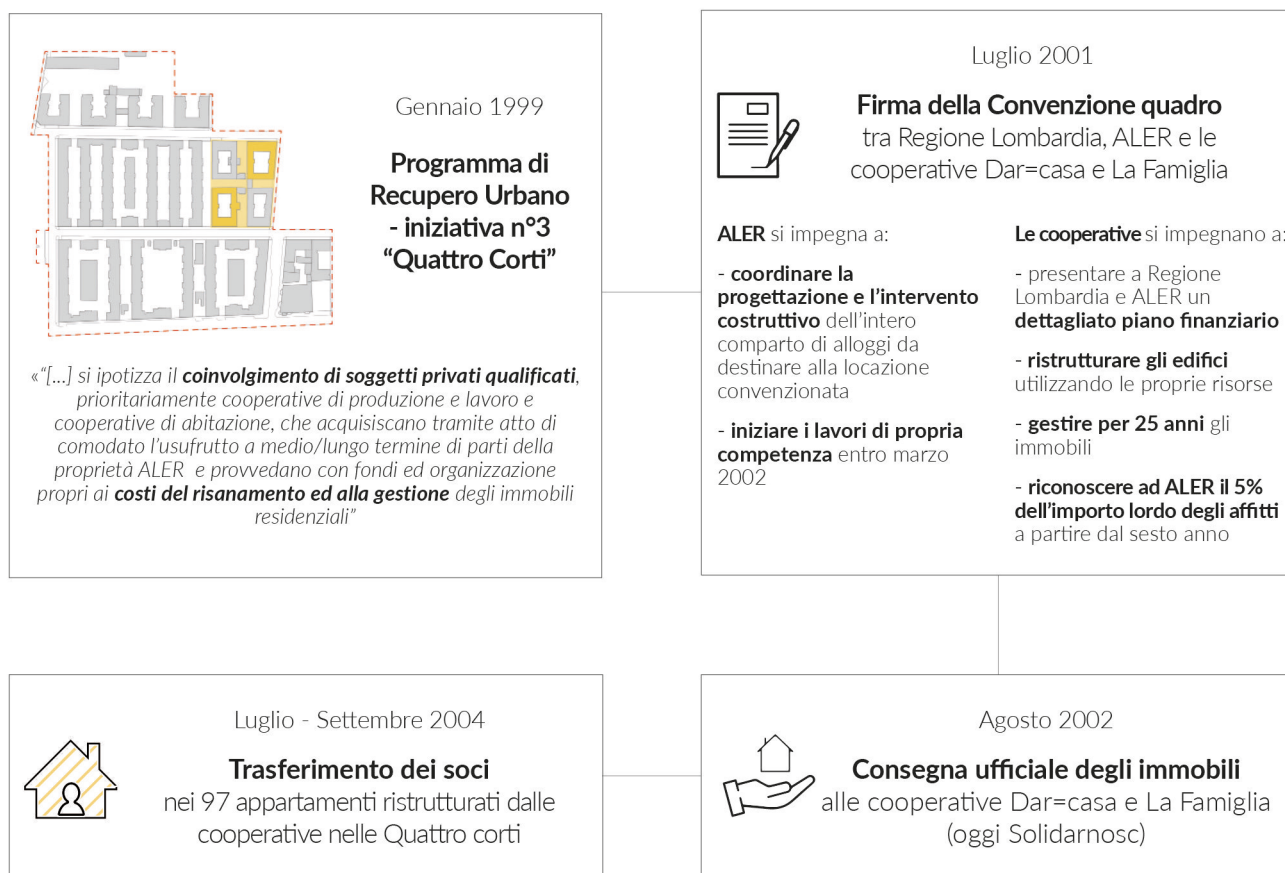 Gennaio 1999
Programma di
Recupero Urbano
- iniziativa n°3
“Quattro Corti”
«“[...] si ipotizza il coinvolgimento di soggetti privati qualificati,
prioritariamente cooperative di produzione e lavoro e
cooperative di abitazione, che acquisiscano tramite atto di
comodato l’usufrutto a medio/lungo termine di parti della
proprietà ALER e provvedano con fondi ed organizzazione
propri ai costi del risanamento ed alla gestione degli immobili
residenziali”
Luglio 2001
Firma della Convenzione quadro
tra Regione Lombardia, ALER e le
cooperative Dar=casa e La Famiglia
ALER si impegna a:
- coordinare la
progettazione e l’intervento
costruttivo dell’intero
comparto di alloggi da
destinare alla locazione
convenzionata
- iniziare i lavori di propria
competenza entro marzo
2002
Le cooperative si impegnano a:
- presentare a Regione
Lombardia e ALER un
dettagliato piano finanziario
- ristrutturare gli edifici
utilizzando le proprie risorse
- gestire per 25 anni gli
immobili
- riconoscere ad ALER il 5%
dell’importo lordo degli affitti
a partire dal sesto anno
Luglio - Settembre 2004
Trasferimento dei soci
nei 97 appartamenti ristrutturati dalle
cooperative nelle Quattro corti
Agosto 2002
Consegna ufficiale degli immobili
alle cooperative Dar=casa e La Famiglia
(oggi Solidarnosc)